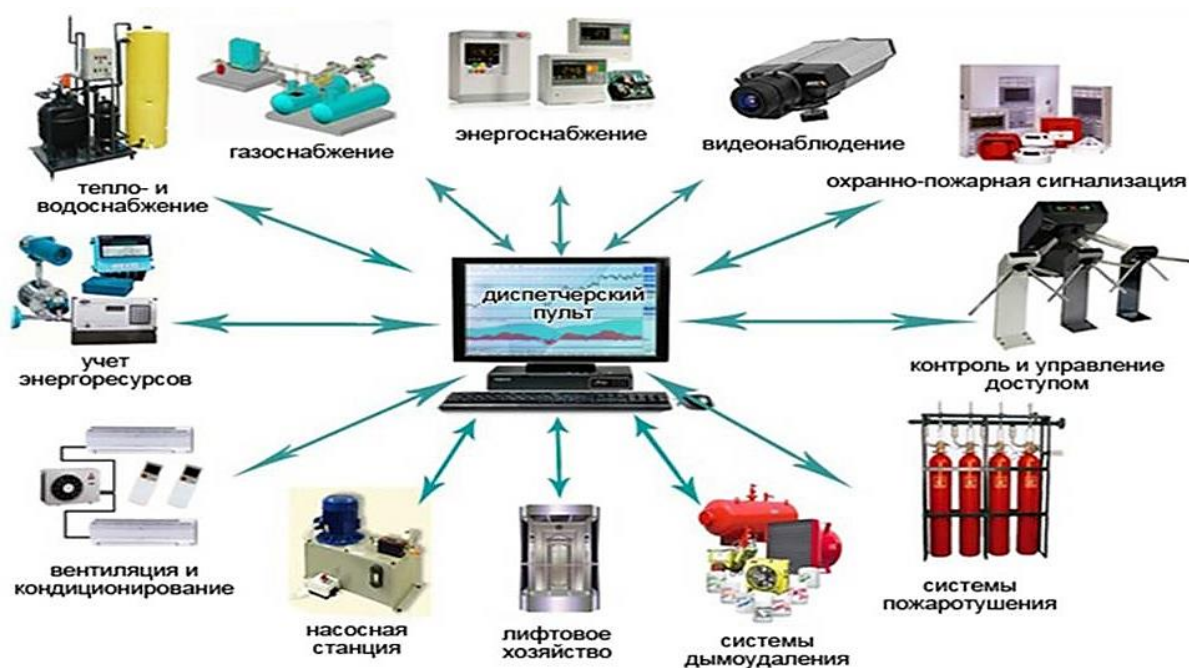 тепло- и
водоснабжение
газоснабжение
энергоснабжение
видеонаблюдение
охранно-пожарная сигнализация
диспетчерский
пульт
учет
энергоресурсов
контроль и управление
доступом
вентиляция и
кондиционирование
насосная
станция
лифтовое
хозяйство
системы
дымоудаления
системы
пожаротушения